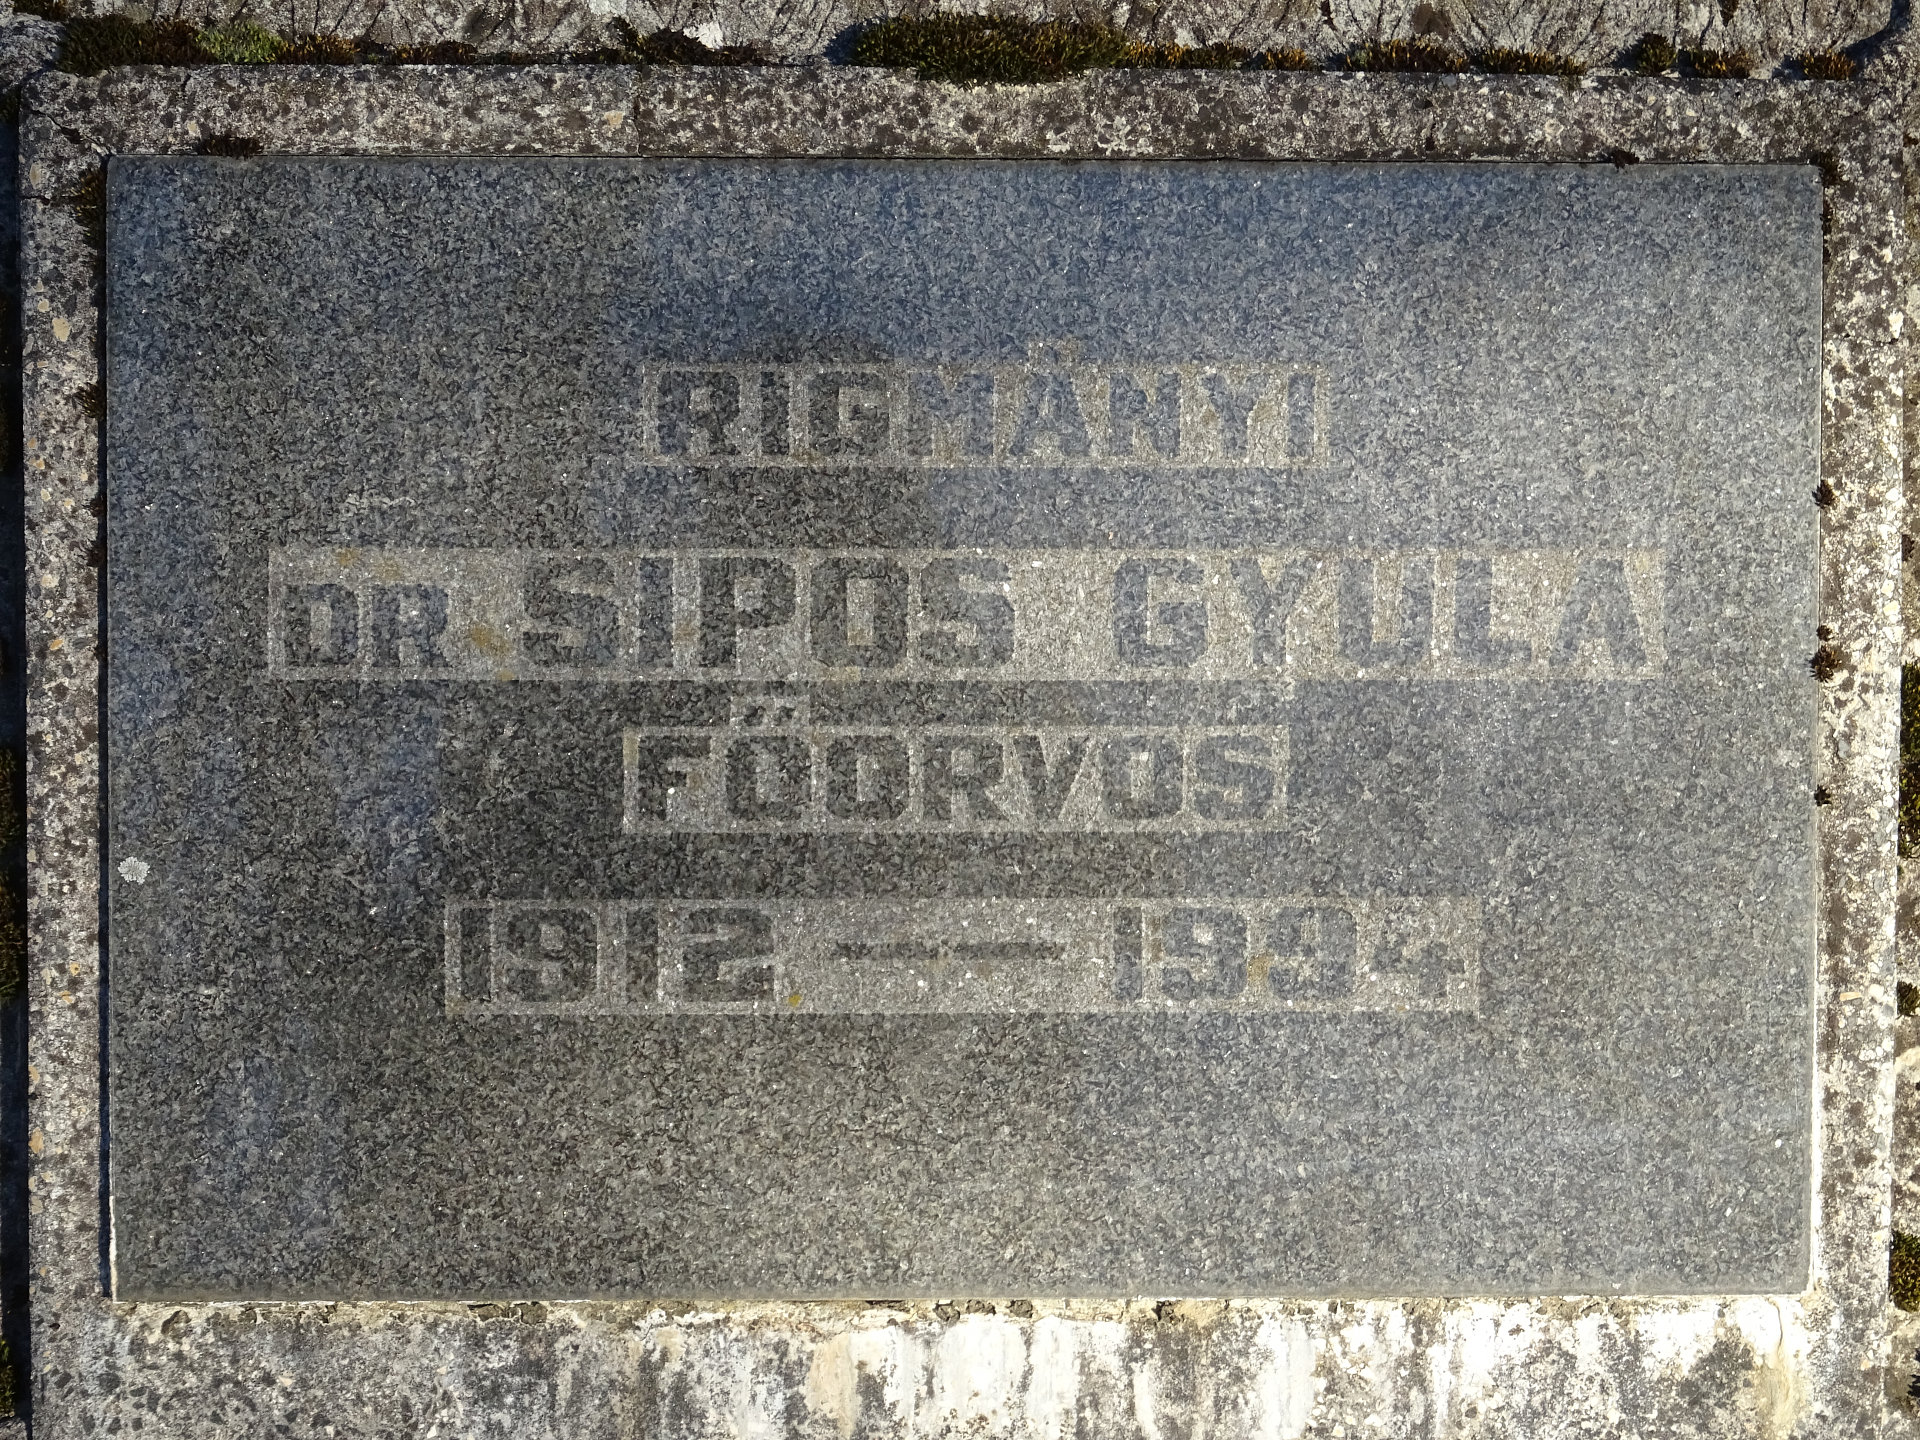 RIGMÁNYI
DR SIPOS GYULA
FŐORVOS
1912 — 1994